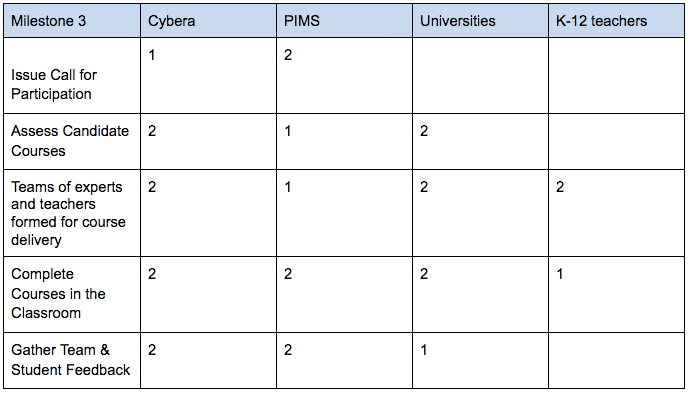 Milestone 3 Cybera PIMS Universities K-12 teachers
1 2
Issue Call for
Participation
Assess Candidate 2 1 2
Courses
Teams of experts 2 1 2 2
and teachers
formed for course
delivery
Complete 2 2 2 1
Courses in the
Classroom
Gather Team & 2 2 1
Student Feedback